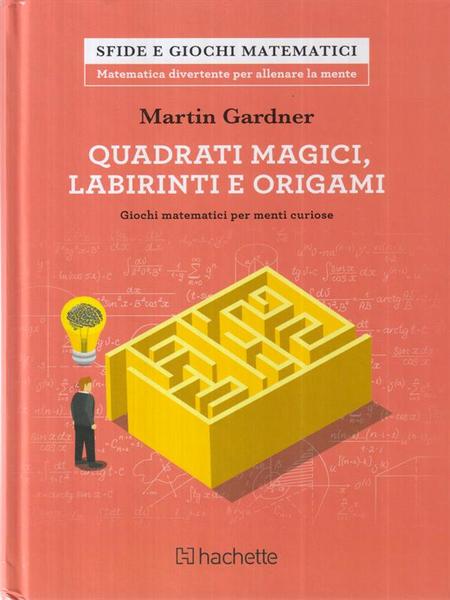 SFIDE E GIOCHI MATEMATICI
Matematica divertente per allenare la mente
Martin Gardner
QUADRATI MAGICI,
LABIRINTI E ORIGAMI
Giochi matematici per menti curiose
hachette